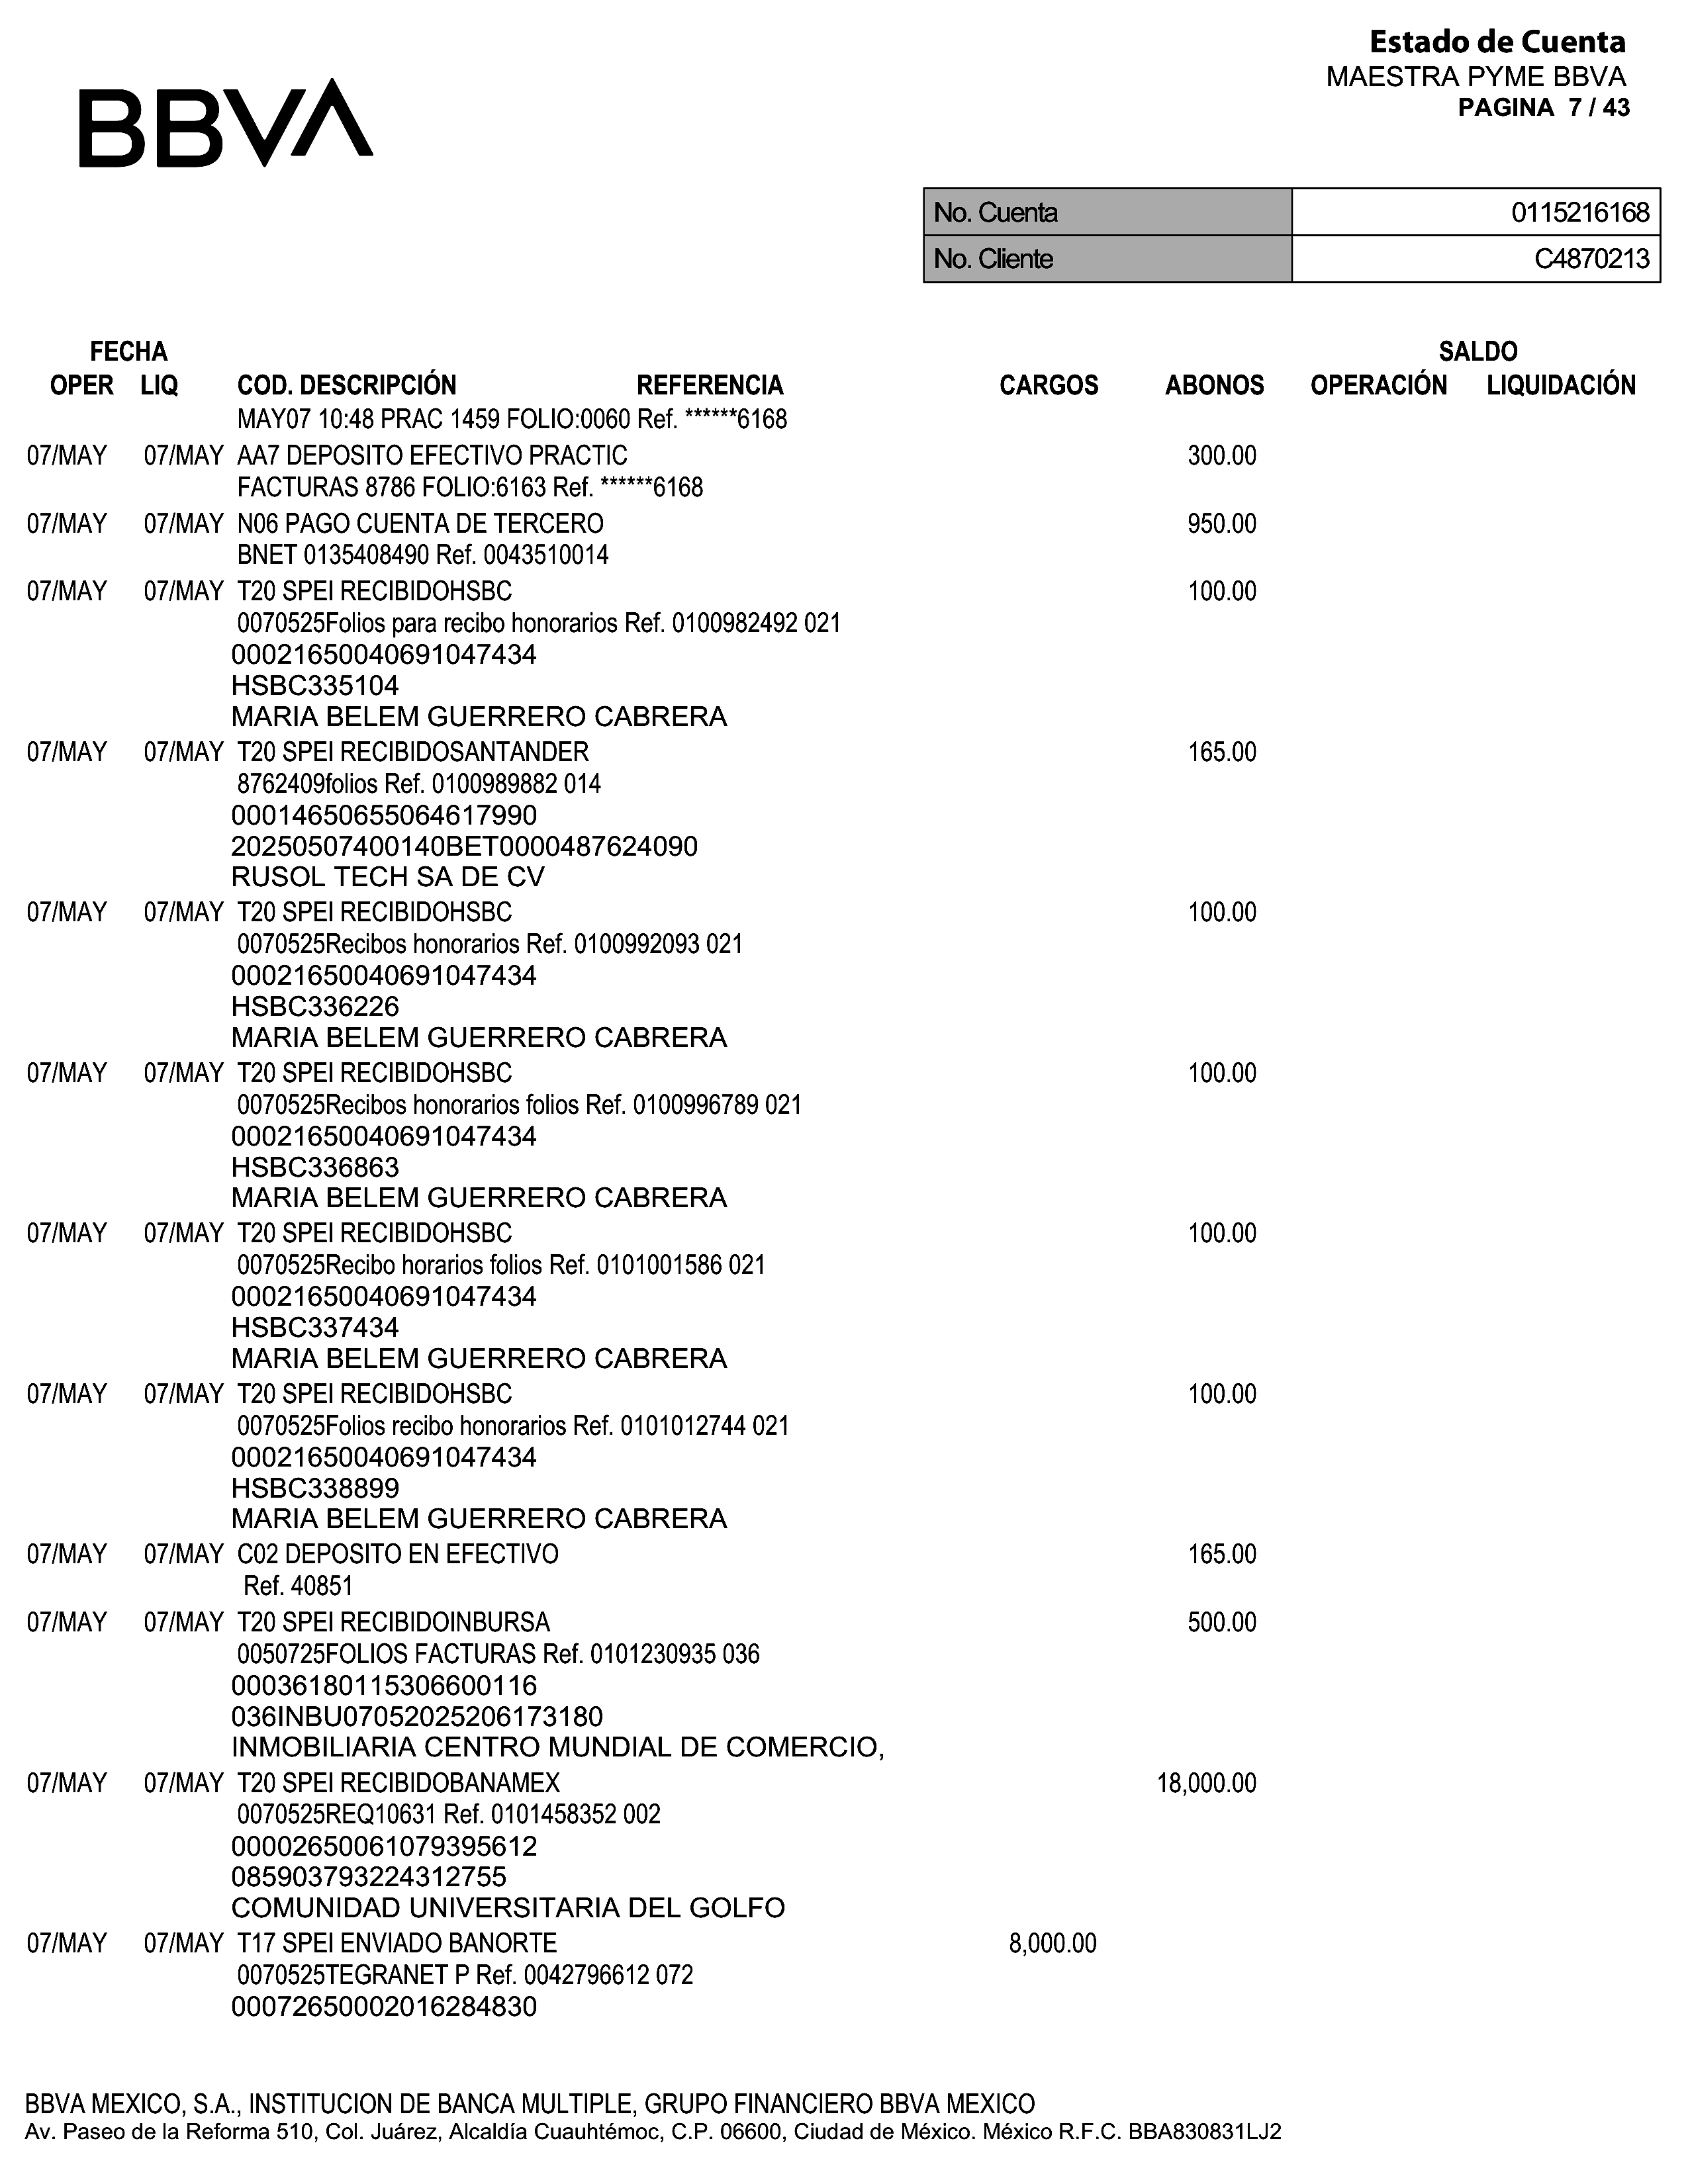 Estado de Cuenta
MAESTRA PYME BBVA
PAGINA 7 / 43
BBVA
No. Cuenta 0115216168
No. Cliente C4870213
FECHA SALDO
OPER LIQ COD. DESCRIPCIÓN REFERENCIA CARGOS ABONOS OPERACIÓN LIQUIDACIÓN
MAY07 10:48 PRAC 1459 FOLIO:0060 Ref. ******6168
07/MAY 07/MAY AA7 DEPOSITO EFECTIVO PRACTIC 300.00
FACTURAS 8786 FOLIO:6163 Ref. ******6168
07/MAY 07/MAY N06 PAGO CUENTA DE TERCERO 950.00
BNET 0135408490 Ref. 0043510014
07/MAY 07/MAY T20 SPEI RECIBIDOHSBC 100.00
0070525Folios para recibo honorarios Ref. 0100982492 021
00021650040691047434
HSBC335104
MARIA BELEM GUERRERO CABRERA
07/MAY 07/MAY T20 SPEI RECIBIDOSANTANDER 165.00
8762409folios Ref. 0100989882 014
00014650655064617990
20250507400140BET0000487624090
RUSOL TECH SA DE CV
07/MAY 07/MAY T20 SPEI RECIBIDOHSBC 100.00
0070525Recibos honorarios Ref. 0100992093 021
00021650040691047434
HSBC336226
MARIA BELEM GUERRERO CABRERA
07/MAY 07/MAY T20 SPEI RECIBIDOHSBC 100.00
0070525Recibos honorarios folios Ref. 0100996789 021
00021650040691047434
HSBC336863
MARIA BELEM GUERRERO CABRERA
07/MAY 07/MAY T20 SPEI RECIBIDOHSBC 100.00
0070525Recibo horarios folios Ref. 0101001586 021
00021650040691047434
HSBC337434
MARIA BELEM GUERRERO CABRERA
07/MAY 07/MAY T20 SPEI RECIBIDOHSBC 100.00
0070525Folios recibo honorarios Ref. 0101012744 021
00021650040691047434
HSBC338899
MARIA BELEM GUERRERO CABRERA
07/MAY 07/MAY C02 DEPOSITO EN EFECTIVO 165.00
Ref. 40851
07/MAY 07/MAY T20 SPEI RECIBIDOINBURSA 500.00
0050725FOLIOS FACTURAS Ref. 0101230935 036
00036180115306600116
036INBU07052025206173180
INMOBILIARIA CENTRO MUNDIAL DE COMERCIO,
07/MAY 07/MAY T20 SPEI RECIBIDOBANAMEX 18,000.00
0070525REQ10631 Ref. 0101458352 002
00002650061079395612
085903793224312755
COMUNIDAD UNIVERSITARIA DEL GOLFO
07/MAY 07/MAY T17 SPEI ENVIADO BANORTE 8,000.00
0070525TEGRANET P Ref. 0042796612 072
00072650002016284830
BBVA MEXICO, S.A., INSTITUCION DE BANCA MULTIPLE, GRUPO FINANCIERO BBVA MEXICO
Av. Paseo de la Reforma 510, Col. Juárez, Alcaldía Cuauhtémoc, C.P. 06600, Ciudad de México. México R.F.C. BBA830831LJ2